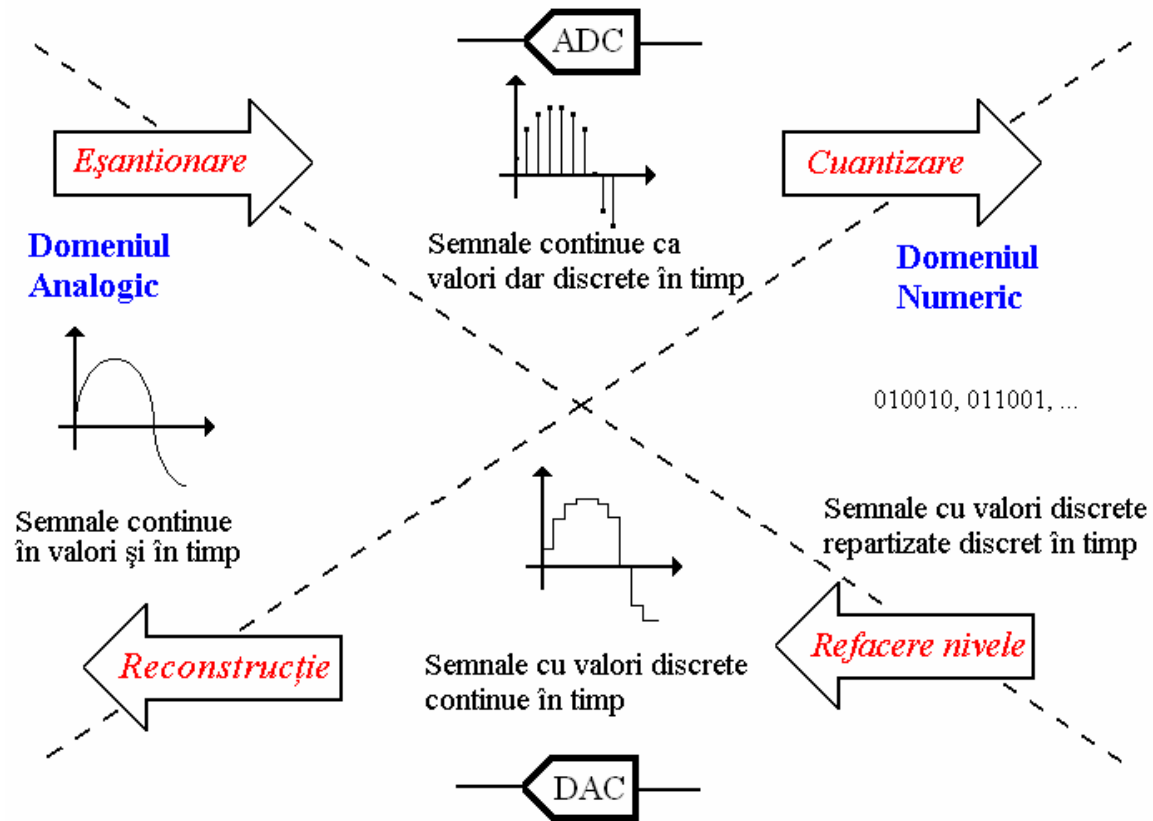 ADC
Eşantionare
Cuantizare
Domeniul
Analogic
Semnale continue ca
valori dar discrete în timp
Domeniul
Numeric
010010, 011001, ...
Semnale continue
în valori şi în timp
Semnale cu valori discrete
repartizate discret în timp
Reconstrucţie
Semnale cu valori discrete
continue în timp
Refacere nivele
DAC